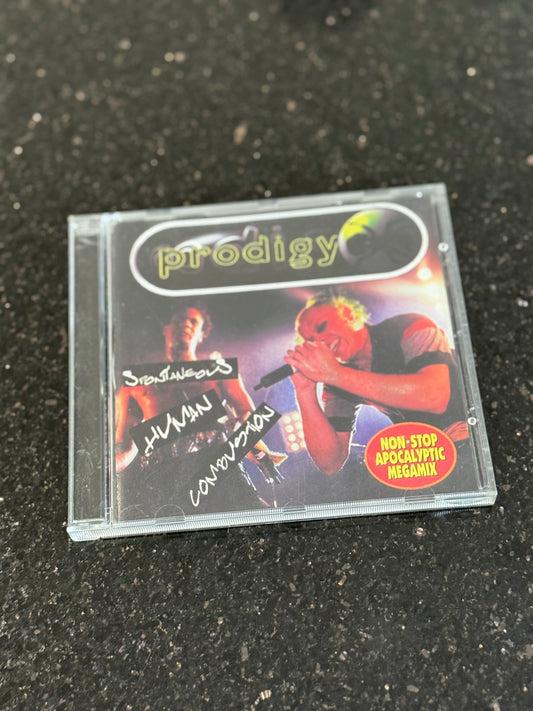 prodigy
SPONTANEOUS
HUMAN
COMBUSTION
NON-STOP
APOCALYPTIC
MEGAMIX